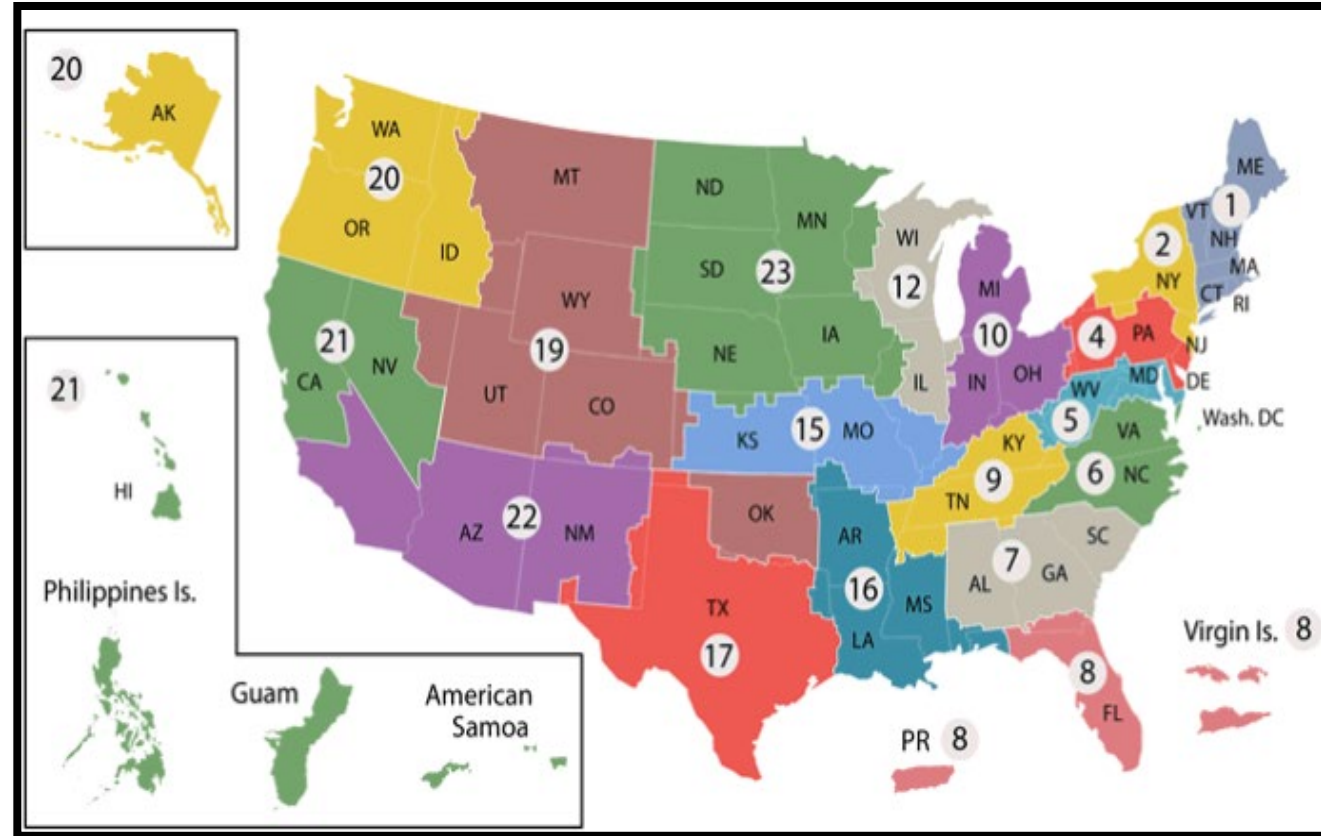 20
AK
WA
20
OR
ID
MT
WY
19
UT
CO
ND
MN
SD
23
NE
IA
WI
12
IL
MI
10
IN
OH
ME
VT
1
NH
MA
CT
RI
2
NY
4
PA
NJ
DE
MD
WV
5
Wash. DC
VA
6
NC
21
CA
NV
KS
15
MO
KY
9
TN
AZ
22
NM
OK
AR
16
MS
LA
SC
7
AL
GA
TX
17
8
FL
Virgin Is. 8
PR 8
21
HI
Philippines Is.
Guam
American
Samoa